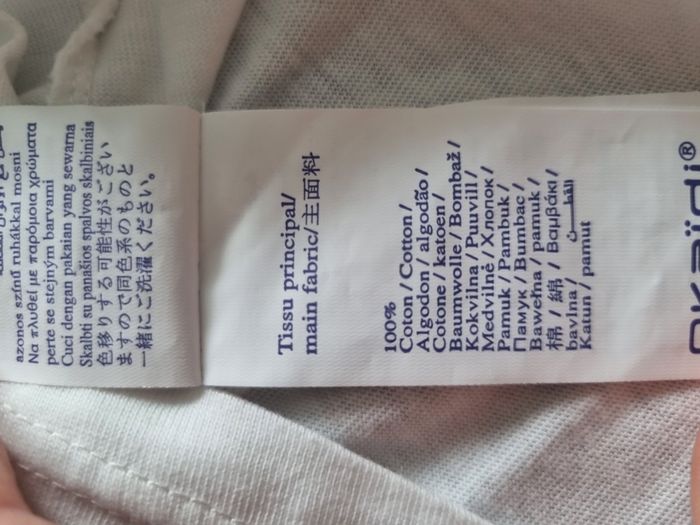 azonos színű ruhákkal mosni
Να πλυθεί με παρόμοια χρώματα
perte se stejným barvami
Cuci dengan pakaian yang sewarna
Skalbti su panašios spalvos skalbiniais
色移りする可能性がござい
ますので同色系のものと
一緒にご洗濯ください。
Tissu principal/
main fabric/主面料
100%
Coton / Cotton /
Algodon / algodão /
Cotone / katoen /
Baumwolle / Bombaž /
Kokvilna / Puuvill /
Medvilnė / Хлопок /
Pamuk / Pambuk /
Памук / Bumbac /
Bawełna / pamuk /
棉 / 綿 / Βαμβάκι /
bavlna / القطن
Katun / pamut
okaïdi®